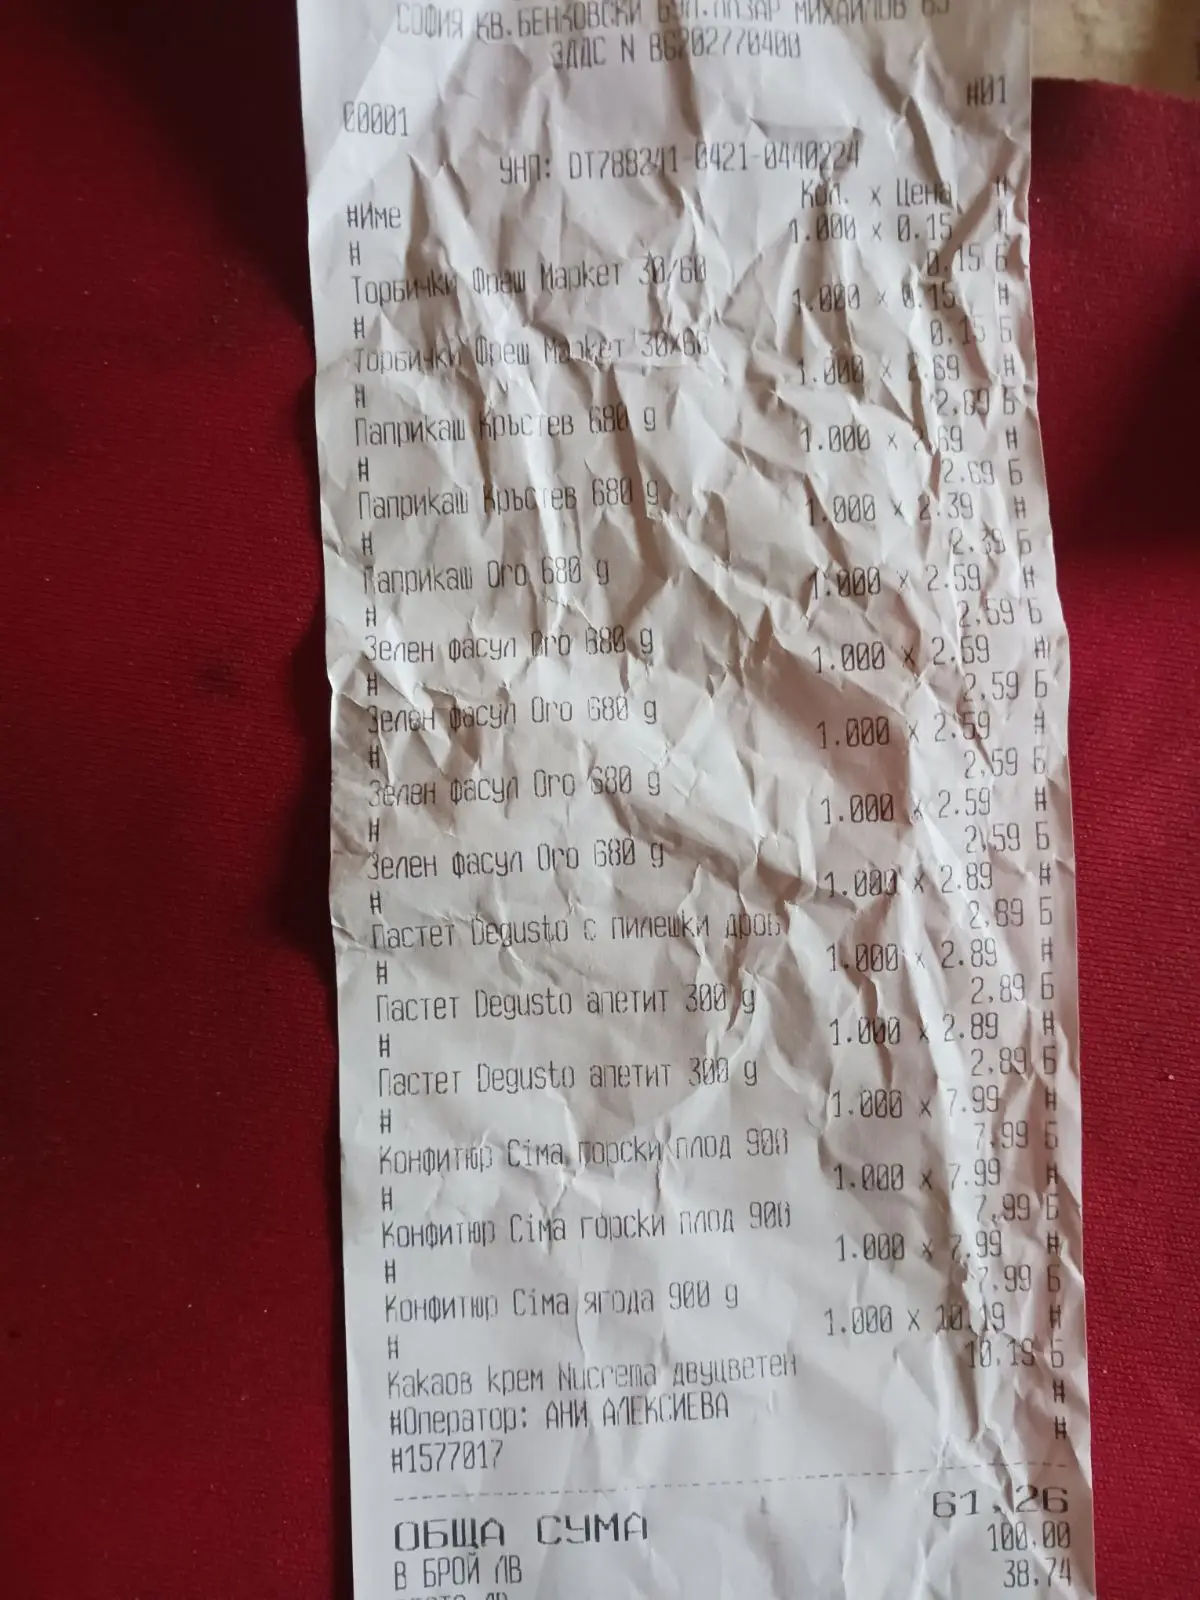 СОФИЯ КВ.БЕНКОВСКИ БУЛ.ЛАЗАР МИХАЙЛОВ
ЗДДС N BG202770400
00001 #01
УНП: DT788241-0421-0440224
#Име Кол. x Цена #
# 1.000 x 0.15 #
Торбички Фреш Маркет 30/60 0.15 Б
# 1.000 x 0.15 #
Торбички Фреш Маркет 30x60 0.15 Б
# 1.000 x 2.69 #
Паприкаш Кръстев 680 g 2.69 Б
# 1.000 x 2.69 #
Паприкаш Кръстев 680 g 2.69 Б
# 1.000 x 2.39 #
Паприкаш Oro 680 g 2.39 Б
# 1.000 x 2.59 #
Зелен фасул Oro 680 g 2.59 Б
# 1.000 x 2.59 #
Зелен фасул Oro 680 g 2.59 Б
# 1.000 x 2.59 #
Зелен фасул Oro 680 g 2.59 Б
# 1.000 x 2.59 #
Зелен фасул Oro 680 g 2.59 Б
# 1.000 x 2.89 #
Пастет Degusto с пилешки дроб 2.89 Б
# 1.000 x 2.89 #
Пастет Degusto апетит 300 g 2.89 Б
# 1.000 x 2.89 #
Пастет Degusto апетит 300 g 2.89 Б
# 1.000 x 7.99 #
Конфитюр Cima горски плод 900 7.99 Б
# 1.000 x 7.99 #
Конфитюр Cima горски плод 900 7.99 Б
# 1.000 x 7.99 #
Конфитюр Cima ягода 900 g 7.99 Б
# 1.000 x 10.19 #
Какаов крем Nucrema двуцветен 10.19 Б
#Оператор: АНИ АЛЕКСИЕВА #
#1577017 #
ОБЩА СУМА 61.26
В БРОЙ ЛВ 100.00
38.74